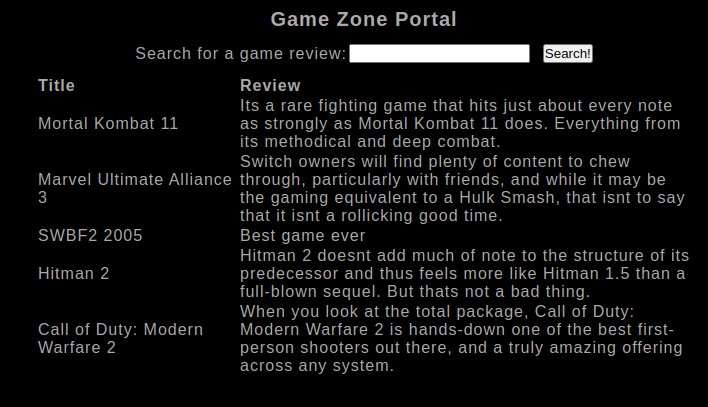 Game Zone Portal
Search for a game review: Search!
Title Review
Its a rare fighting game that hits just about every note
Mortal Kombat 11 as strongly as Mortal Kombat 11 does. Everything from
its methodical and deep combat.
Switch owners will find plenty of content to chew
Marvel Ultimate Alliance through, particularly with friends, and while it may be
3 the gaming equivalent to a Hulk Smash, that isnt to say
that it isnt a rollicking good time.
SWBF2 2005 Best game ever
Hitman 2 doesnt add much of note to the structure of its
Hitman 2 predecessor and thus feels more like Hitman 1.5 than a
full-blown sequel. But thats not a bad thing.
When you look at the total package, Call of Duty:
Call of Duty: Modern Modern Warfare 2 is hands-down one of the best first-
Warfare 2 person shooters out there, and a truly amazing offering
across any system.